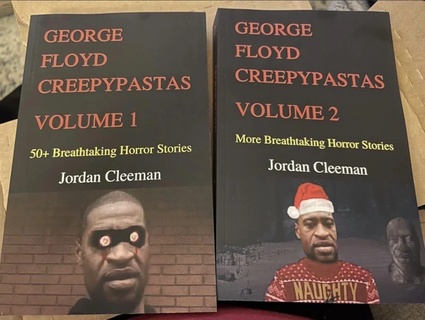 GEORGE
FLOYD
CREEPYPASTAS
VOLUME 1
50+ Breathtaking Horror Stories
Jordan Cleeman
GEORGE
FLOYD
CREEPYPASTAS
VOLUME 2
More Breathtaking Horror Stories
Jordan Cleeman
NAUGHTY